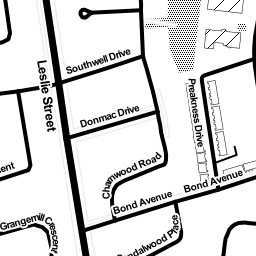 Southwell Drive
Leslie Street
Donmac Drive
Preakness Drive
Charnwood Road
Bond Avenue
Bond Avenue
Grangemill Crescent